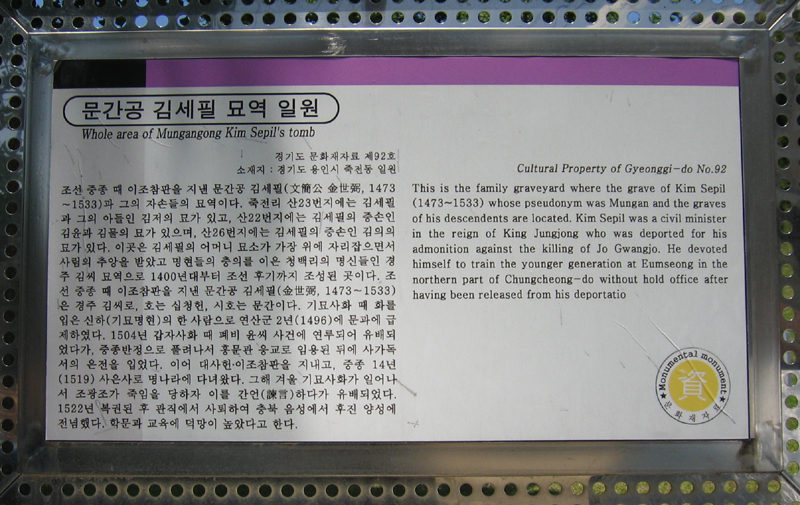 문간공 김세필 묘역 일원
Whole area of Mungangong Kim Sepil's tomb
경기도 문화재자료 제92호
소재지 : 경기도 용인시 죽전동 일원
조선 중종 때 이조참판을 지낸 문간공 김세필(文簡公 金世弼, 1473
~1533)과 그의 자손들의 묘역이다. 죽전리 산23번지에는 김세필
과 그의 아들인 김저의 묘가 있고, 산22번지에는 김세필의 중손인
김윤과 김물의 묘가 있으며, 산26번지에는 김세필의 중손인 김의의
묘가 있다. 이곳은 김세필의 어머니 묘소가 가장 위에 자리잡으면서
사림의 추앙을 받았고 명현들의 충의를 이은 청백리의 명신들인 경
주 김씨 묘역으로 1400년대부터 조선 후기까지 조성된 곳이다. 조
선 중종 때 이조참판을 지낸 문간공 김세필(金世弼, 1473~1533)
은 경주 김씨로, 호는 십청헌, 시호는 문간이다. 기묘사화 때 화를
입은 신하(기묘명현)의 한 사람으로 연산군 2년(1496)에 문과에 급
제하였다. 1504년 갑자사화 때 폐비 윤씨 사건에 연루되어 유배되
었다가, 중종반정으로 풀려나서 홍문관 응교로 임용된 뒤에 사가독
서의 은전을 입었다. 이어 대사헌·이조참판을 지내고, 중종 14년
(1519) 사은사로 명나라에 다녀왔다. 그해 겨울 기묘사화가 일어나
서 조광조가 죽임을 당하자 이를 간언(諫言)하다가 유배되었다.
1522년 복권된 후 관직에서 사퇴하여 충북 음성에서 후진 양성에
전념했다. 학문과 교육에 덕망이 높았다고 한다.
Cultural Property of Gyeonggi-do No.92
This is the family graveyard where the grave of Kim Sepil
(1473~1533) whose pseudonym was Mungan and the graves
of his descendents are located. Kim Sepil was a civil minister
in the reign of King Jungjong who was deported for his
admonition against the killing of Jo Gwangjo. He devoted
himself to train the younger generation at Eumseong in the
northern part of Chungcheong-do without hold office after
having been released from his deportatio
Monumental monument
資
문화재자료